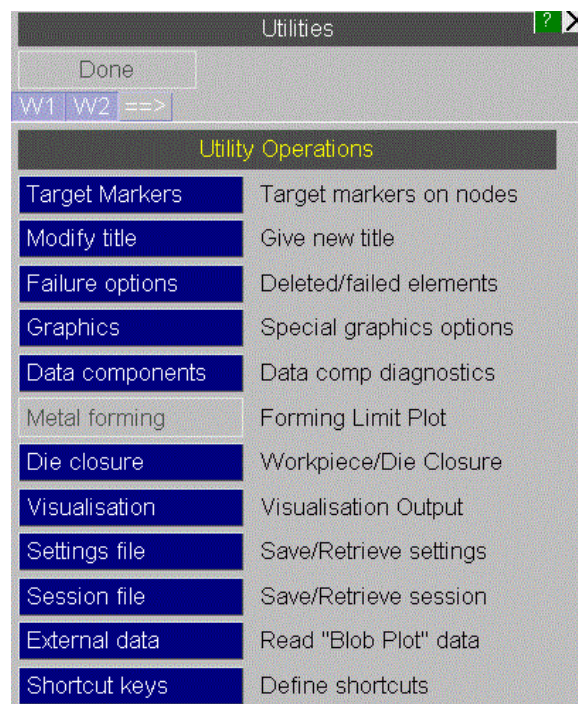 Utilities ? X
Done
W1 W2 ==>
Utility Operations
Target Markers Target markers on nodes
Modify title Give new title
Failure options Deleted/failed elements
Graphics Special graphics options
Data components Data comp diagnostics
Metal forming Forming Limit Plot
Die closure Workpiece/Die Closure
Visualisation Visualisation Output
Settings file Save/Retrieve settings
Session file Save/Retrieve session
External data Read "Blob Plot" data
Shortcut keys Define shortcuts